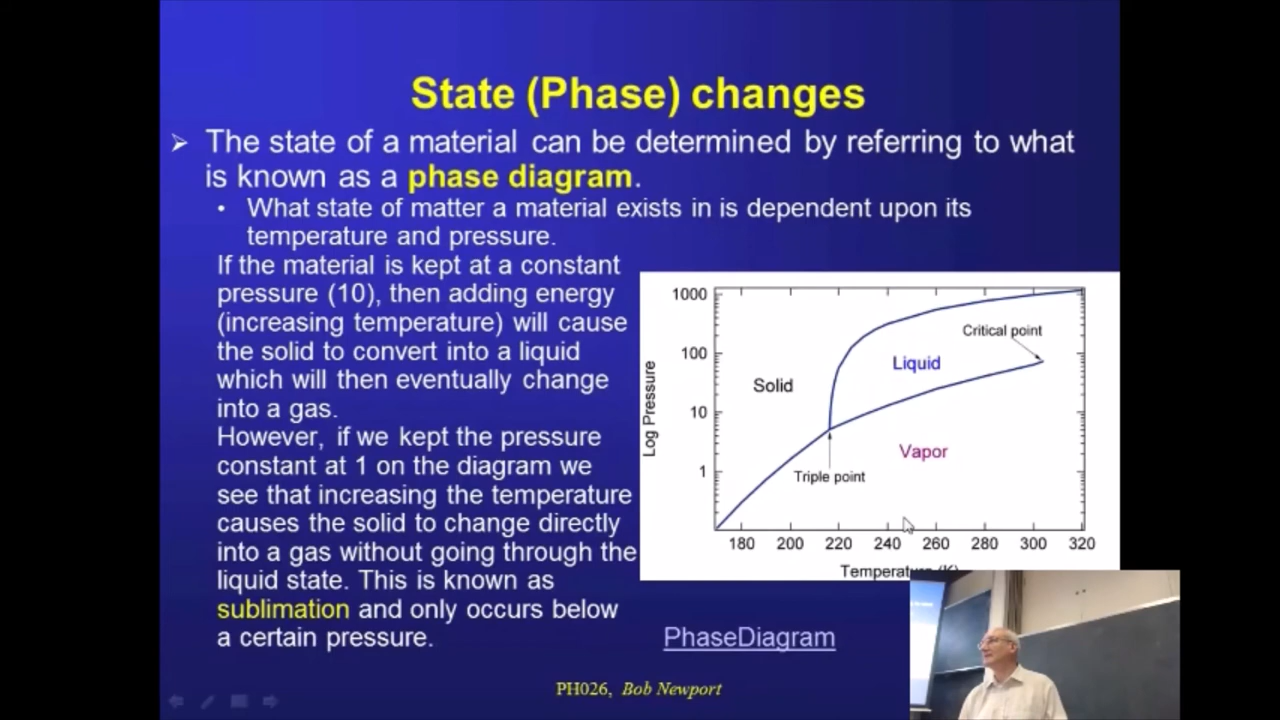 State (Phase) changes
The state of a material can be determined by referring to what
is known as a phase diagram.
• What state of matter a material exists in is dependent upon its
temperature and pressure.
If the material is kept at a constant
pressure (10), then adding energy
(increasing temperature) will cause
the solid to convert into a liquid
which will then eventually change
into a gas.
However, if we kept the pressure
constant at 1 on the diagram we
see that increasing the temperature
causes the solid to change directly
into a gas without going through the
liquid state. This is known as
sublimation and only occurs below
a certain pressure.
Log Pressure
1000
100
10
1
Solid
Liquid
Critical point
Vapor
Triple point
180 200 220 240 260 280 300 320
Temperature (K)
PhaseDiagram
PH026, Bob Newport